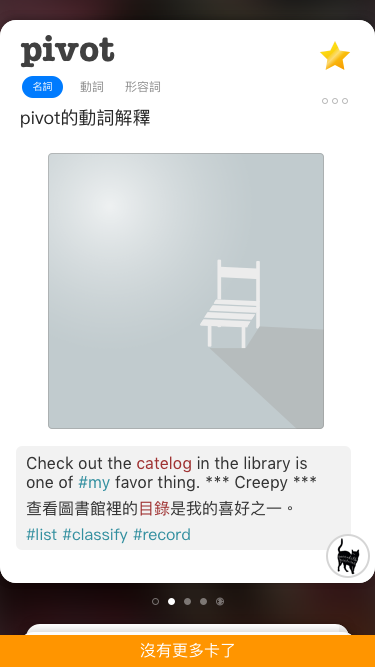 pivot
名詞 動詞 形容詞
pivot的動詞解釋
Check out the catelog in the library is
one of #my favor thing. *** Creepy ***
查看圖書館裡的目錄是我的喜好之一。
#list #classify #record
沒有更多卡了